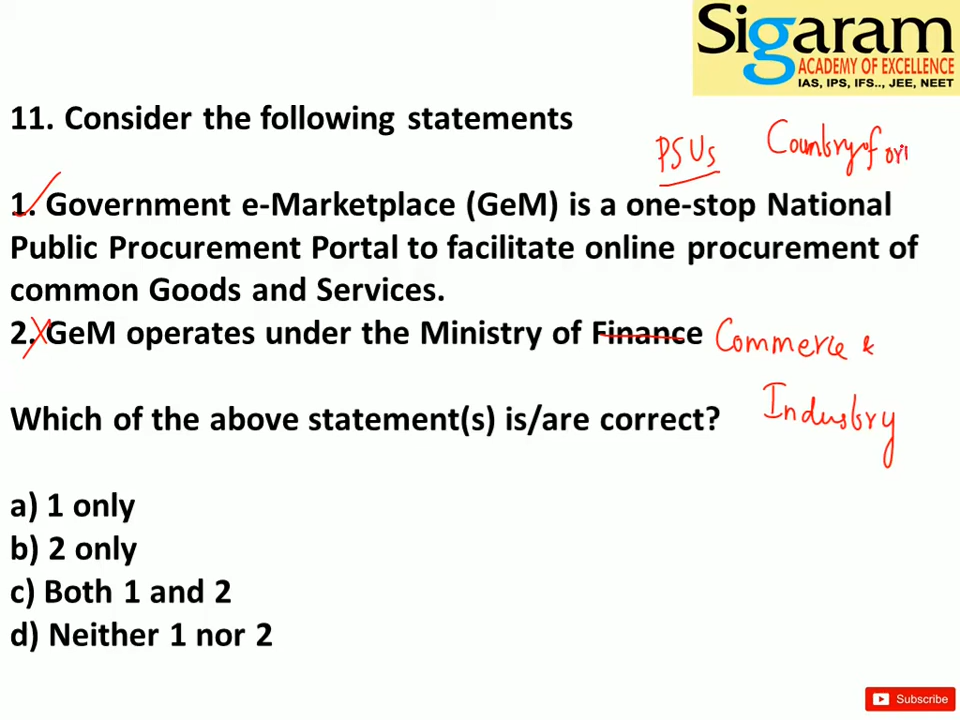 Sigaram
ACADEMY OF EXCELLENCE
IAS, IPS, IFS.., JEE, NEET
11. Consider the following statements
PSUs Country of ori
1. Government e-Marketplace (GeM) is a one-stop National
Public Procurement Portal to facilitate online procurement of
common Goods and Services.
2. GeM operates under the Ministry of Finance Commerce &
Industry
Which of the above statement(s) is/are correct?
a) 1 only
b) 2 only
c) Both 1 and 2
d) Neither 1 nor 2
Subscribe